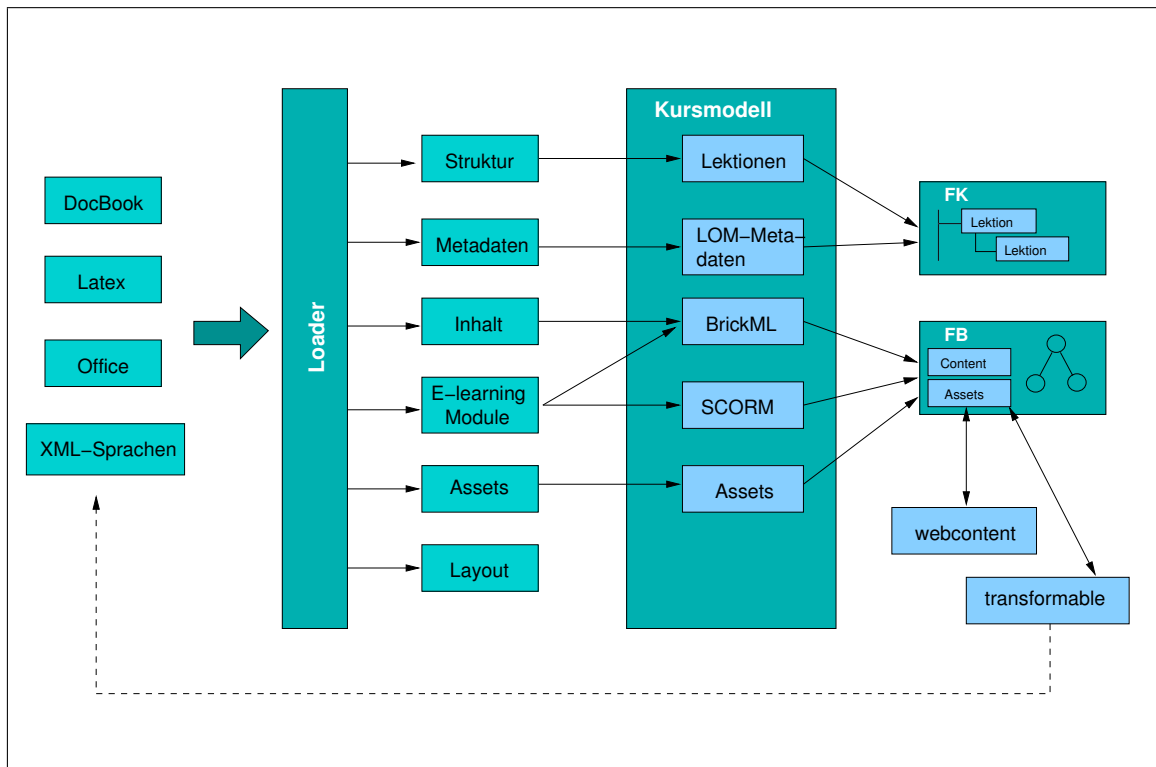 DocBook
Latex
Office
XML−Sprachen
Loader
Struktur
Metadaten
Inhalt
E−learning
Module
Assets
Layout
Kursmodell
Lektionen
LOM−Meta−
daten
BrickML
SCORM
Assets
FK
Lektion
Lektion
FB
Content
Assets
webcontent
transformable